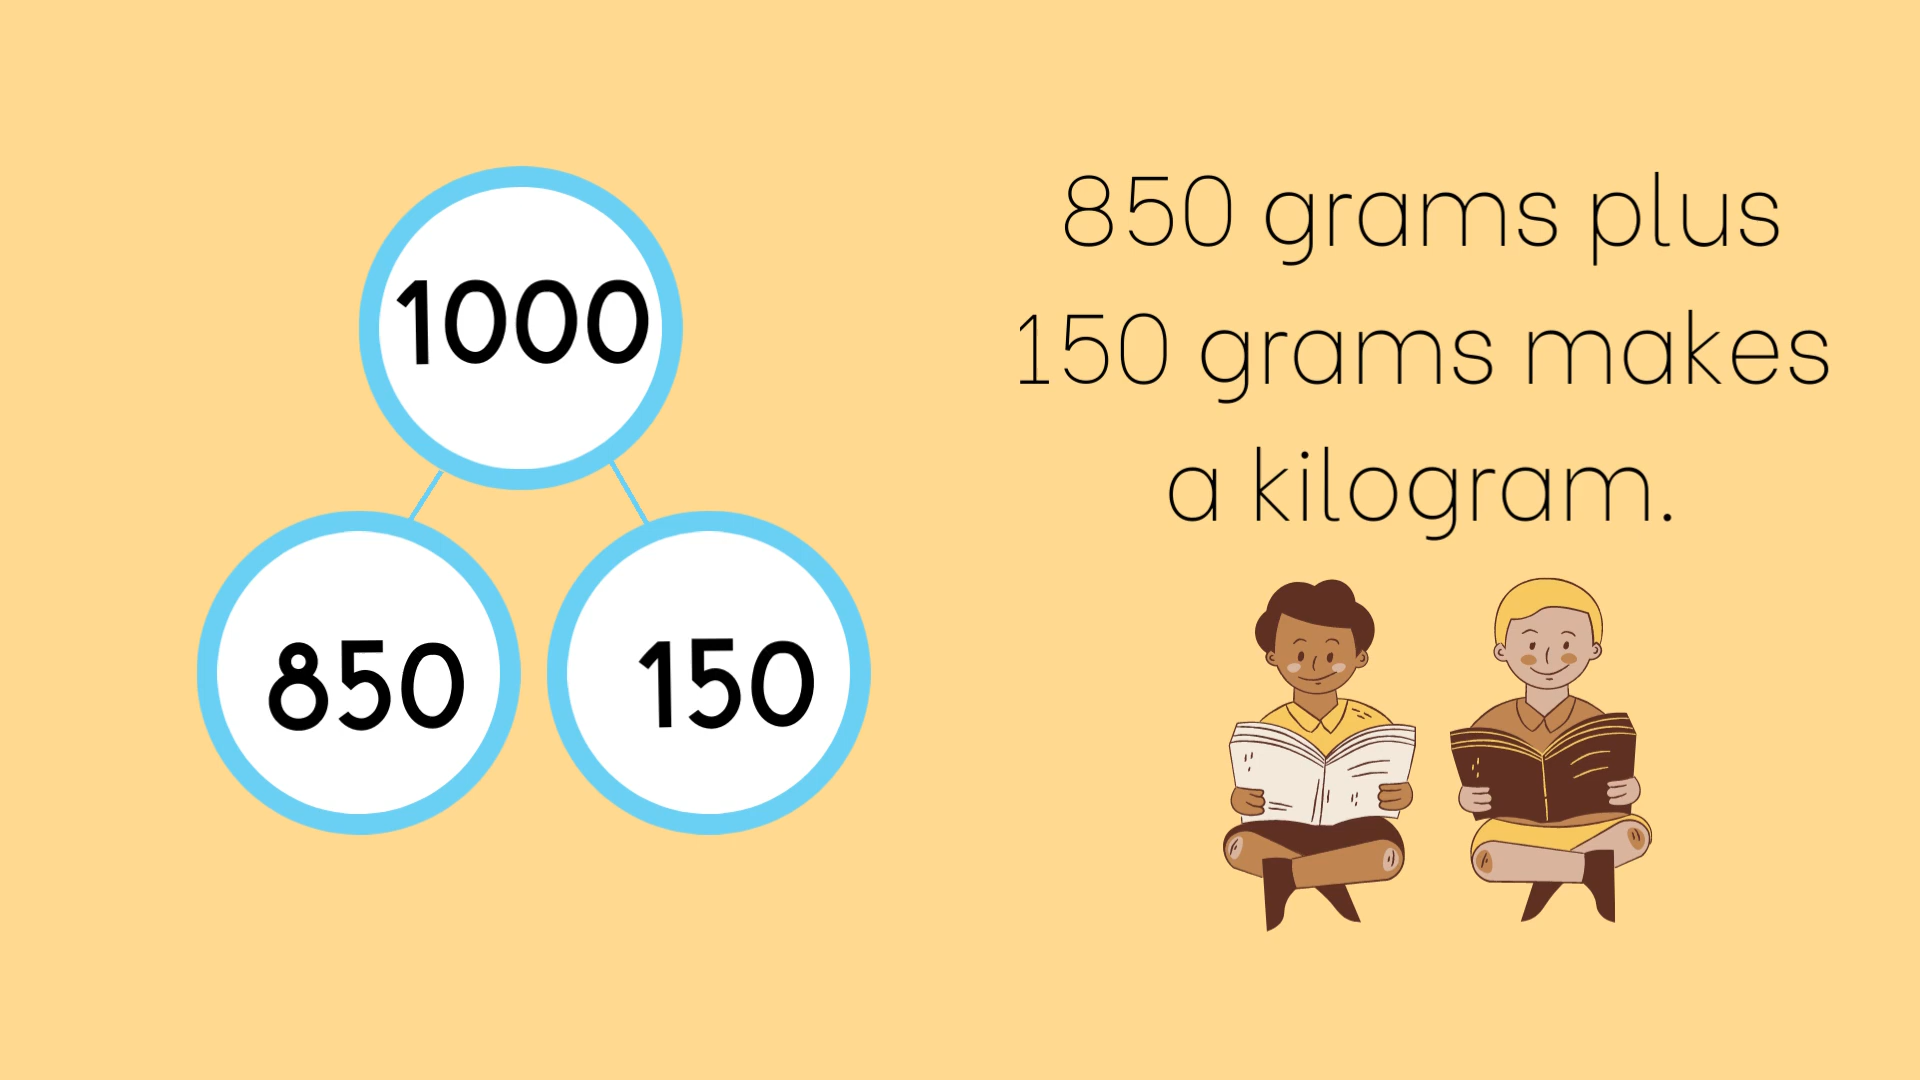 1000
850
150
850 grams plus
150 grams makes
a kilogram.